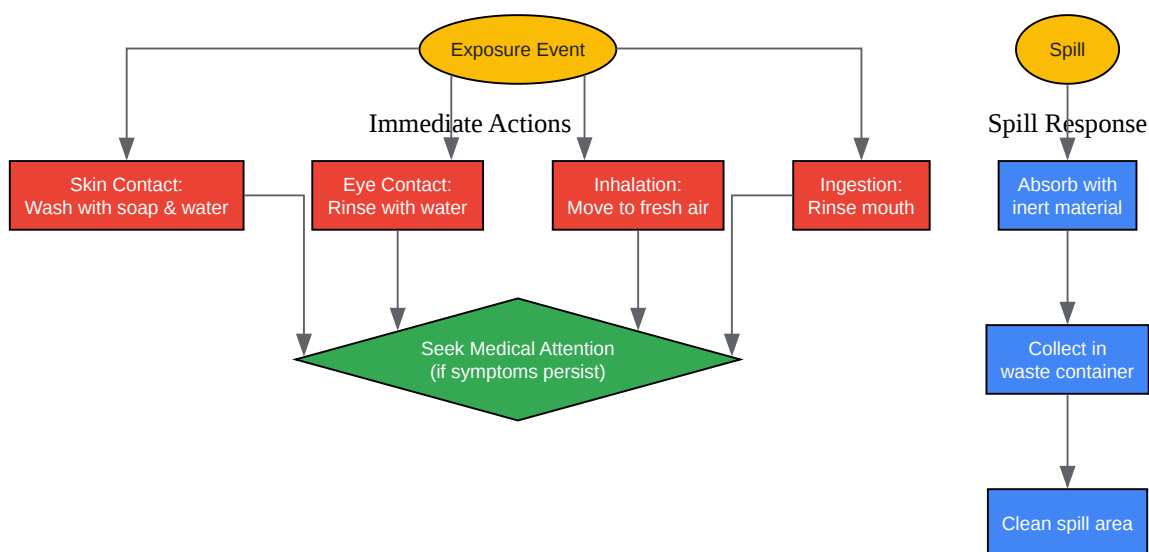 Exposure Event
Spill
Immediate Actions
Spill Response
Skin Contact:
Wash with soap & water
Eye Contact:
Rinse with water
Inhalation:
Move to fresh air
Ingestion:
Rinse mouth
Absorb with
inert material
Seek Medical Attention
(if symptoms persist)
Collect in
waste container
Clean spill area